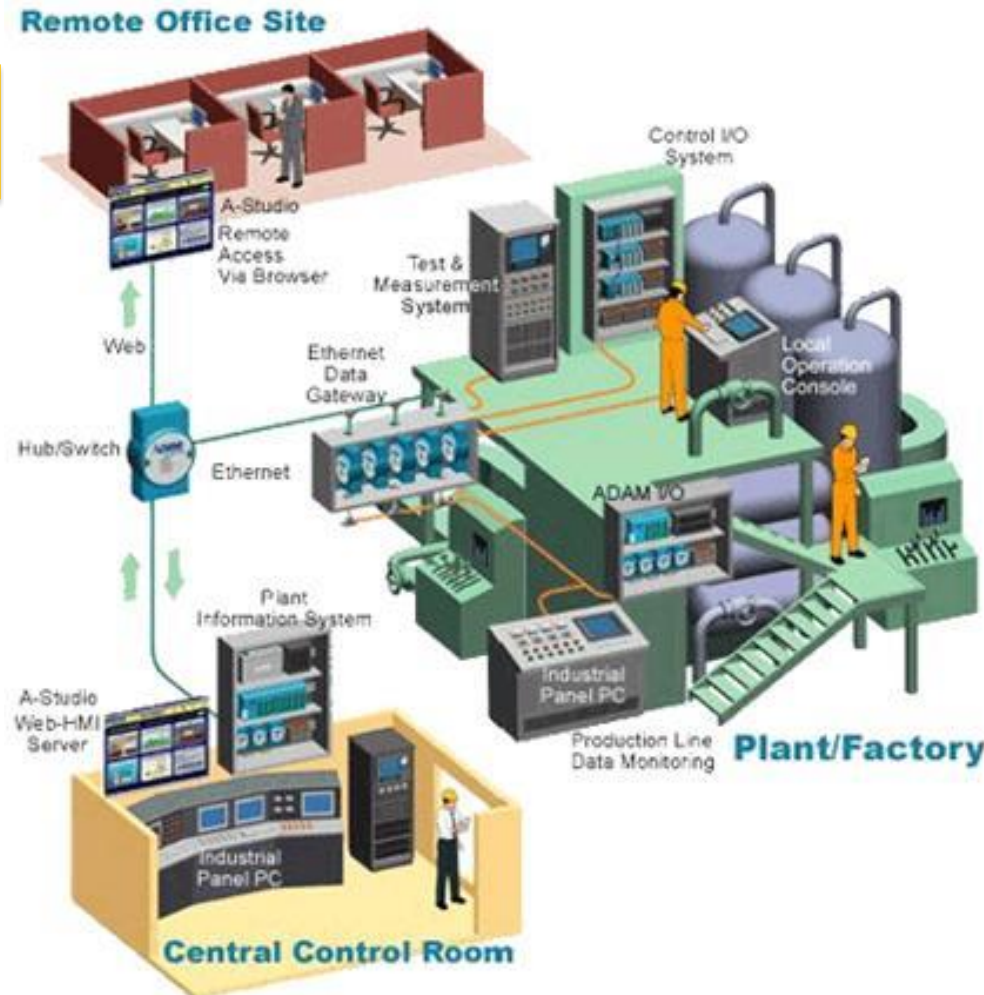 Remote Office Site
Control I/O
System
A-Studio
Remote
Access
Via Browser
Test &
Measurement
System
Web
Ethernet
Data
Gateway
Local
Operation
Console
Hub/Switch
Ethernet
ADAM I/O
Plant
Information System
A-Studio
Web-HMI
Server
Industrial
Panel PC
Production Line
Data Monitoring
Plant/Factory
Industrial
Panel PC
Central Control Room